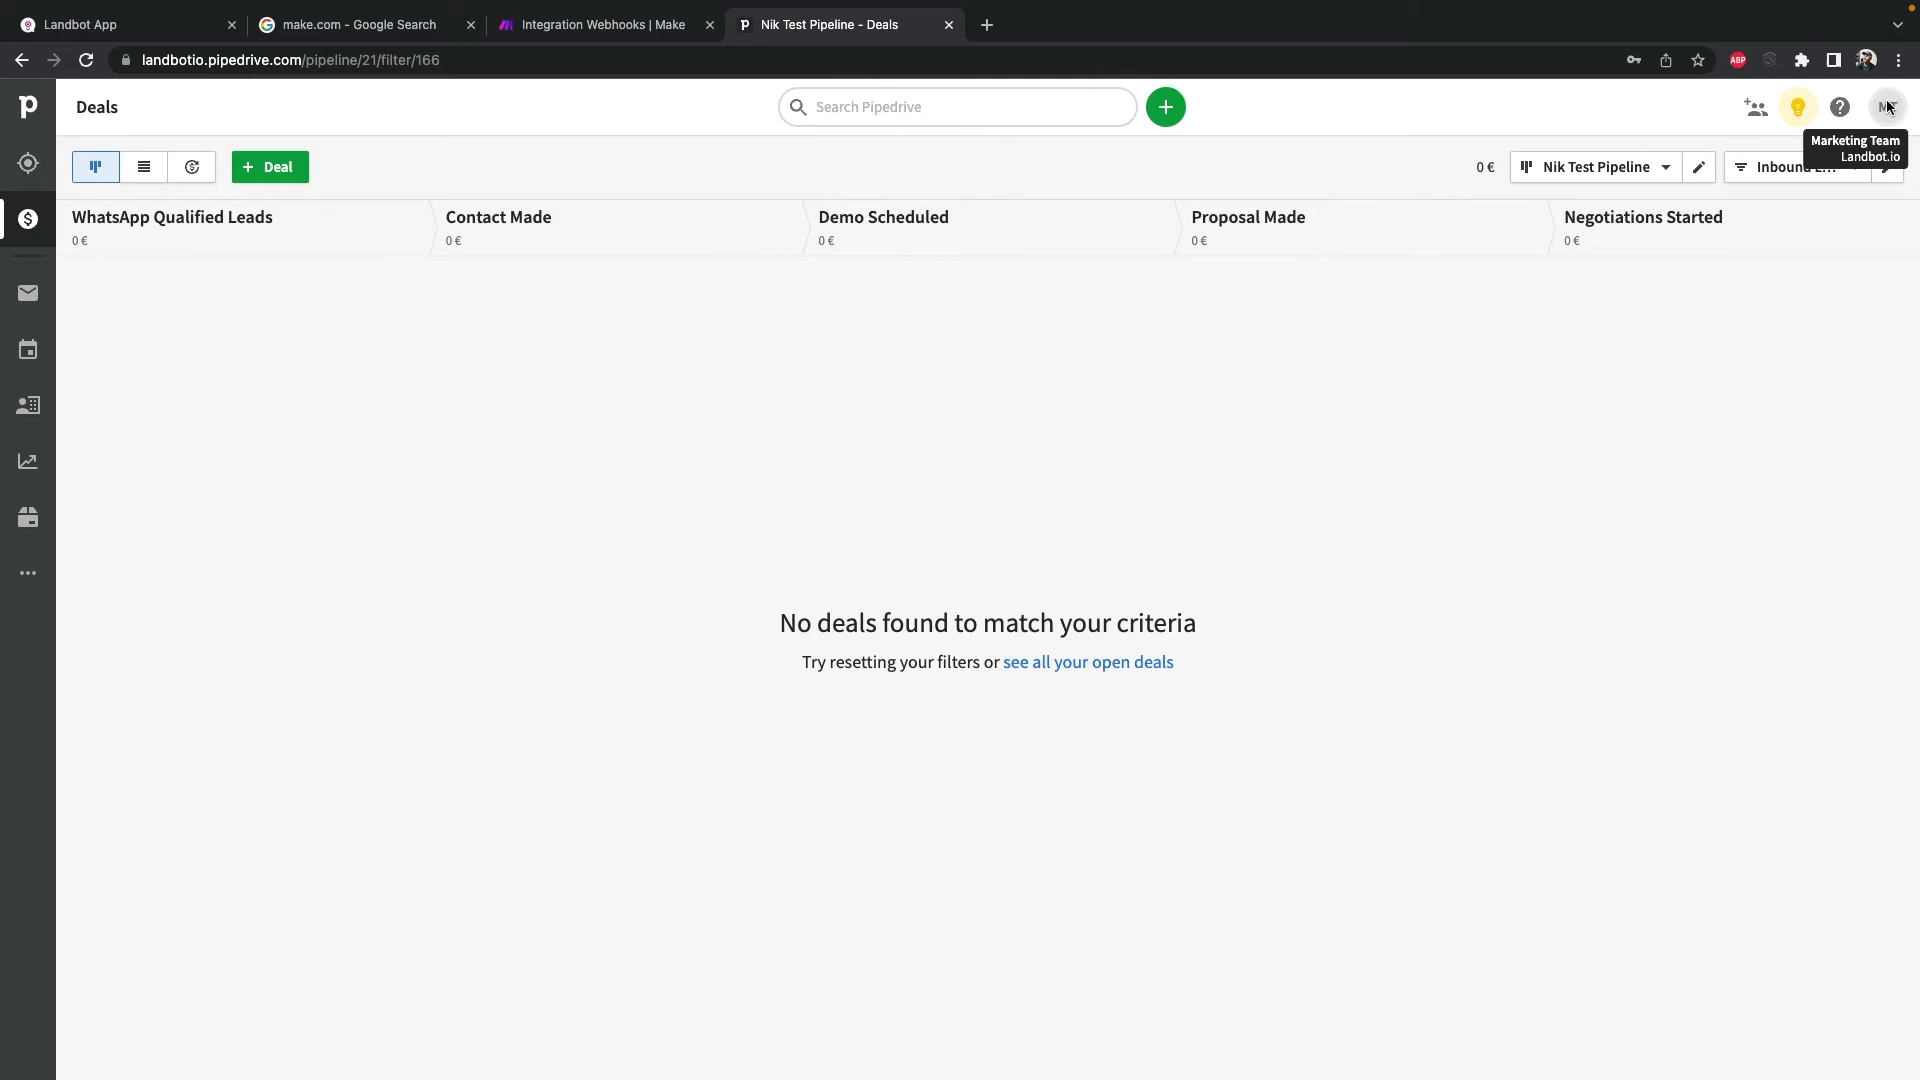 Landbot App
make.com - Google Search
Integration Webhooks | Make
Nik Test Pipeline - Deals
landbotio.pipedrive.com/pipeline/21/filter/166
ABP
Deals
Search Pipedrive
Marketing Team
Landbot.io
+ Deal
0 €
Nik Test Pipeline
WhatsApp Qualified Leads
0 €
Contact Made
0 €
Demo Scheduled
0 €
Proposal Made
0 €
Negotiations Started
0 €
No deals found to match your criteria
Try resetting your filters or see all your open deals